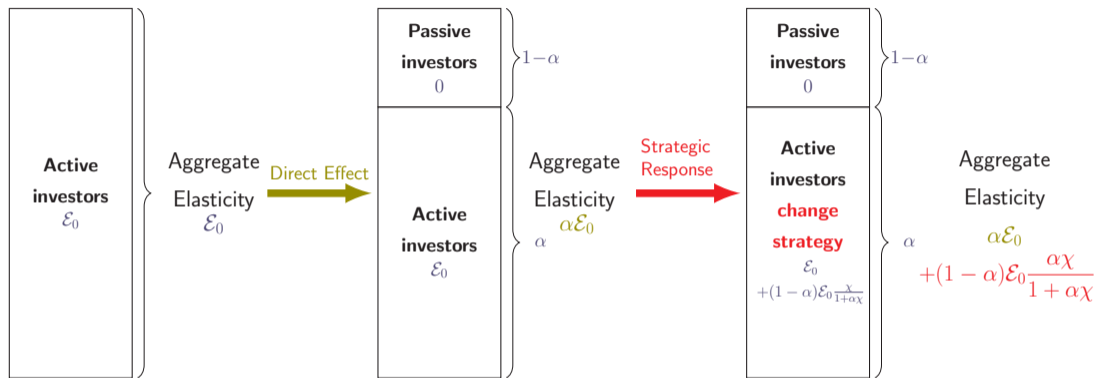 Active
investors
ℰ₀
Aggregate
Elasticity
ℰ₀
Direct Effect
Passive
investors
0
1−α
Active
investors
ℰ₀
Aggregate
Elasticity
αℰ₀
α
Strategic
Response
Passive
investors
0
1−α
Active
investors
change
strategy
ℰ₀
+(1 − α)ℰ₀ χ/(1+αχ)
α
Aggregate
Elasticity
αℰ₀
+(1 − α)ℰ₀ αχ/(1 + αχ)